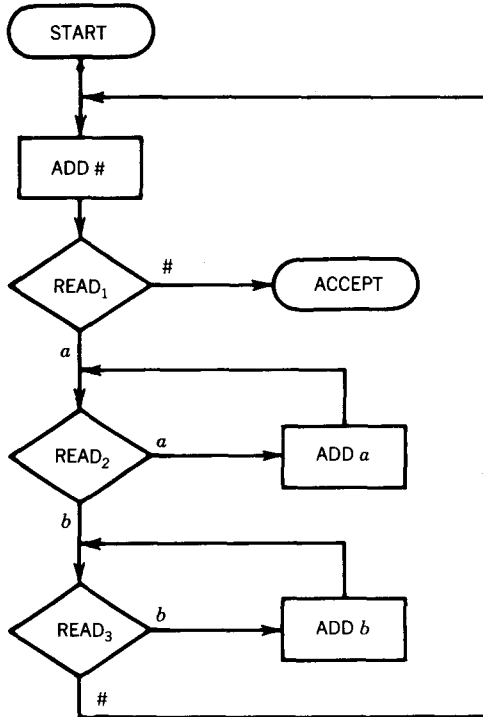 START
ADD #
READ₁
#
ACCEPT
a
READ₂
a
ADD a
b
READ₃
b
ADD b
#